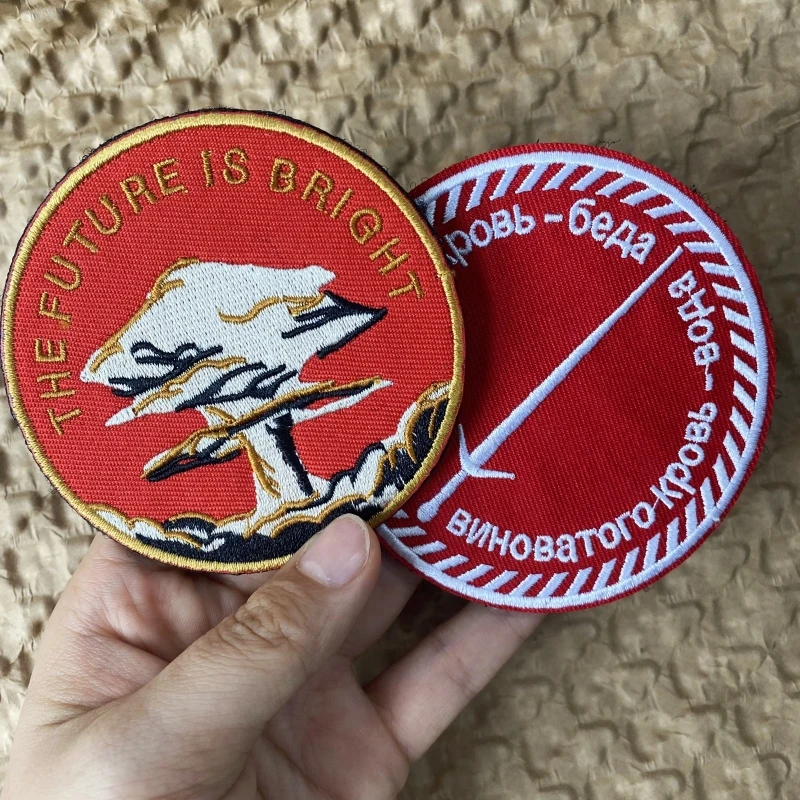 THE FUTURE IS BRIGHT
кровь – беда
виноватого – кровь – вода